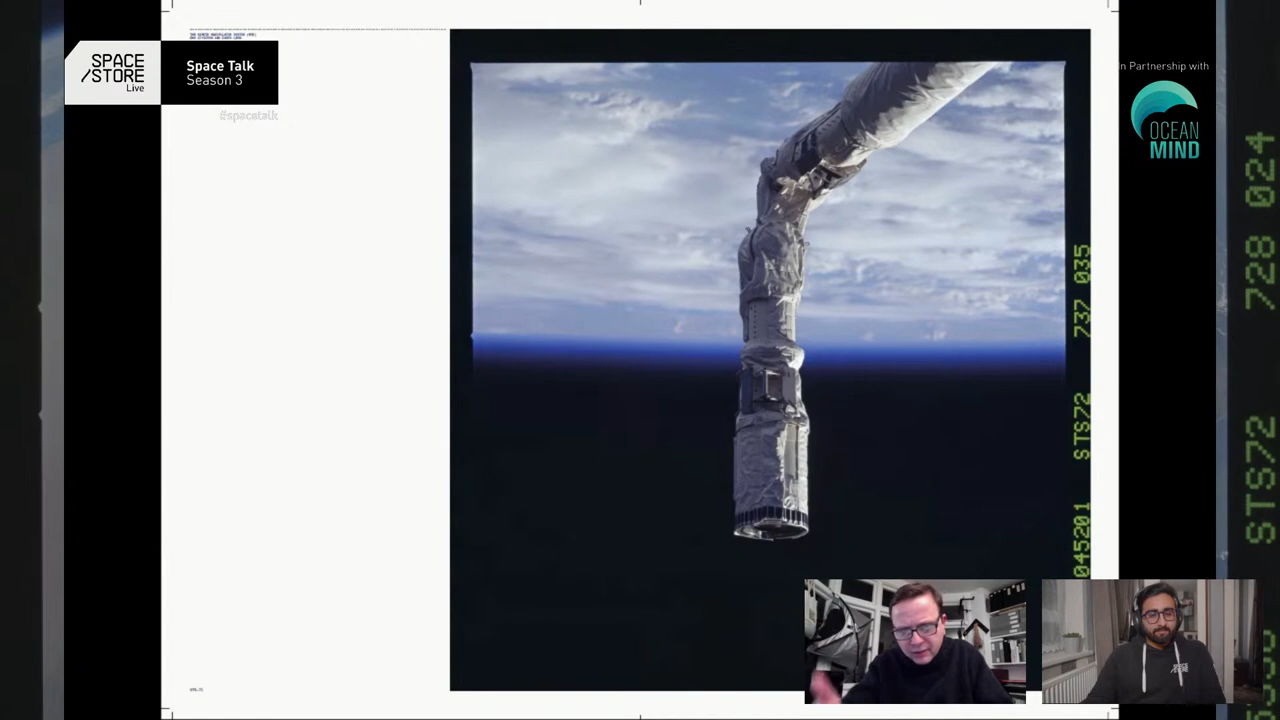 SPACE
/STORE
Live
Space Talk
Season 3
#spacetalk
In Partnership with
OCEAN
MIND
045201 STS72 737 035
STS72 728 024